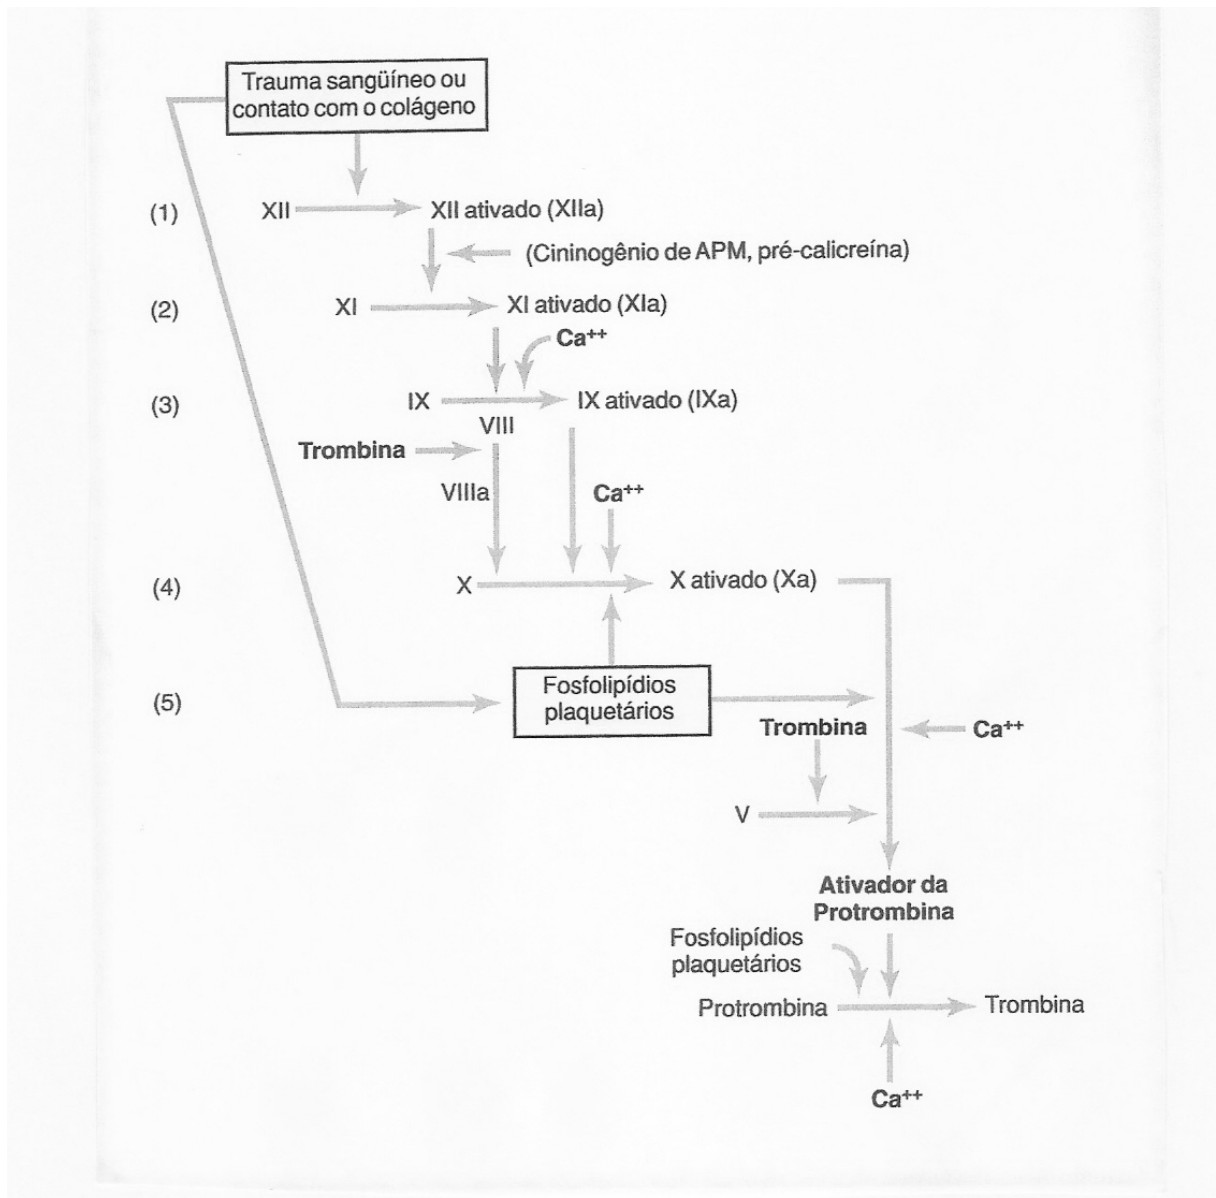 Trauma sangüíneo ou
contato com o colágeno
(1) XII XII ativado (XIIa)
(Cininogênio de APM, pré-calicreína)
(2) XI XI ativado (XIa)
Ca++
(3) IX IX ativado (IXa)
VIII
Trombina
VIIIa Ca++
(4) X X ativado (Xa)
(5) Fosfolipídios
plaquetários
Trombina Ca++
V
Ativador da
Protrombina
Fosfolipídios
plaquetários
Protrombina Trombina
Ca++